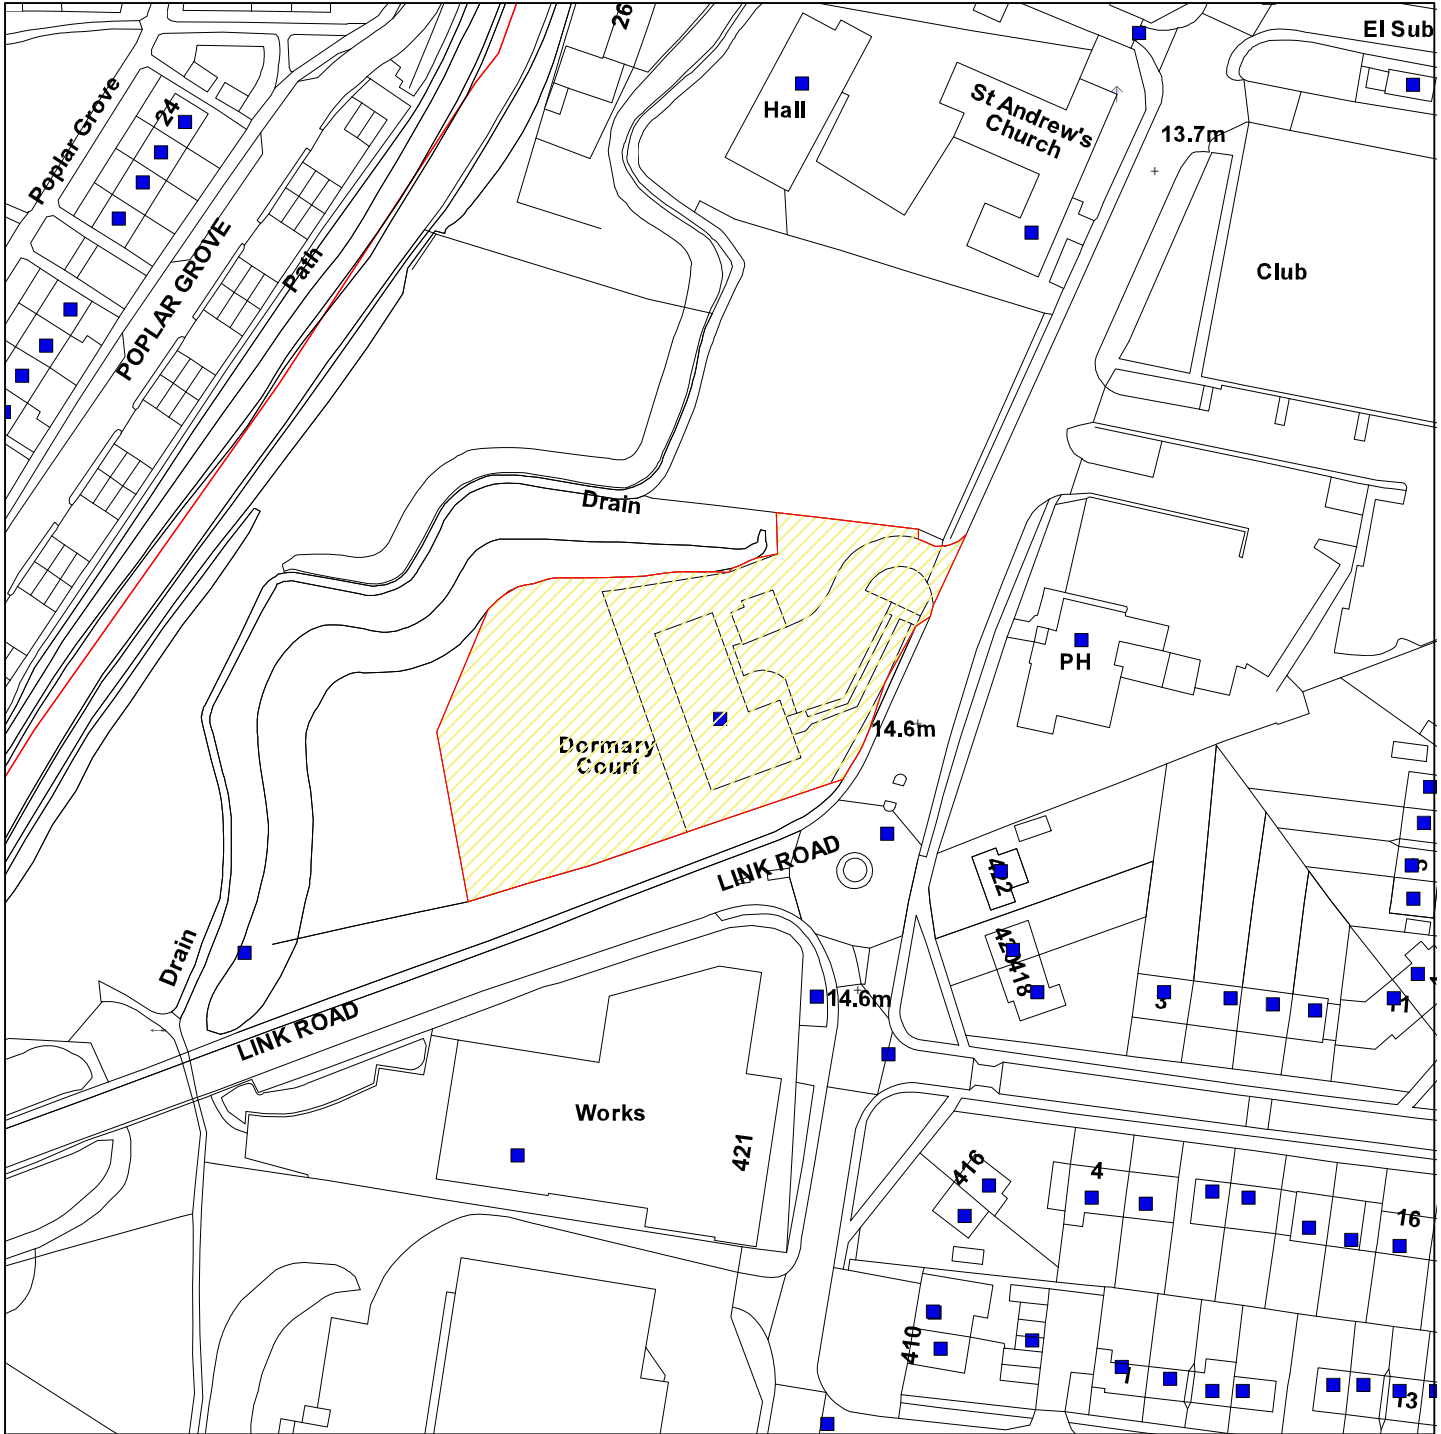 26
El Sub
Hall
St Andrew's
Church
24
Poplar Grove
13.7m
POPLAR GROVE
Path
Club
Drain
PH
14.6m
Dormary
Court
LINK ROAD
422
420
418
Drain
14.6m
3
11
LINK ROAD
Works
421
416
4
16
410
1
13